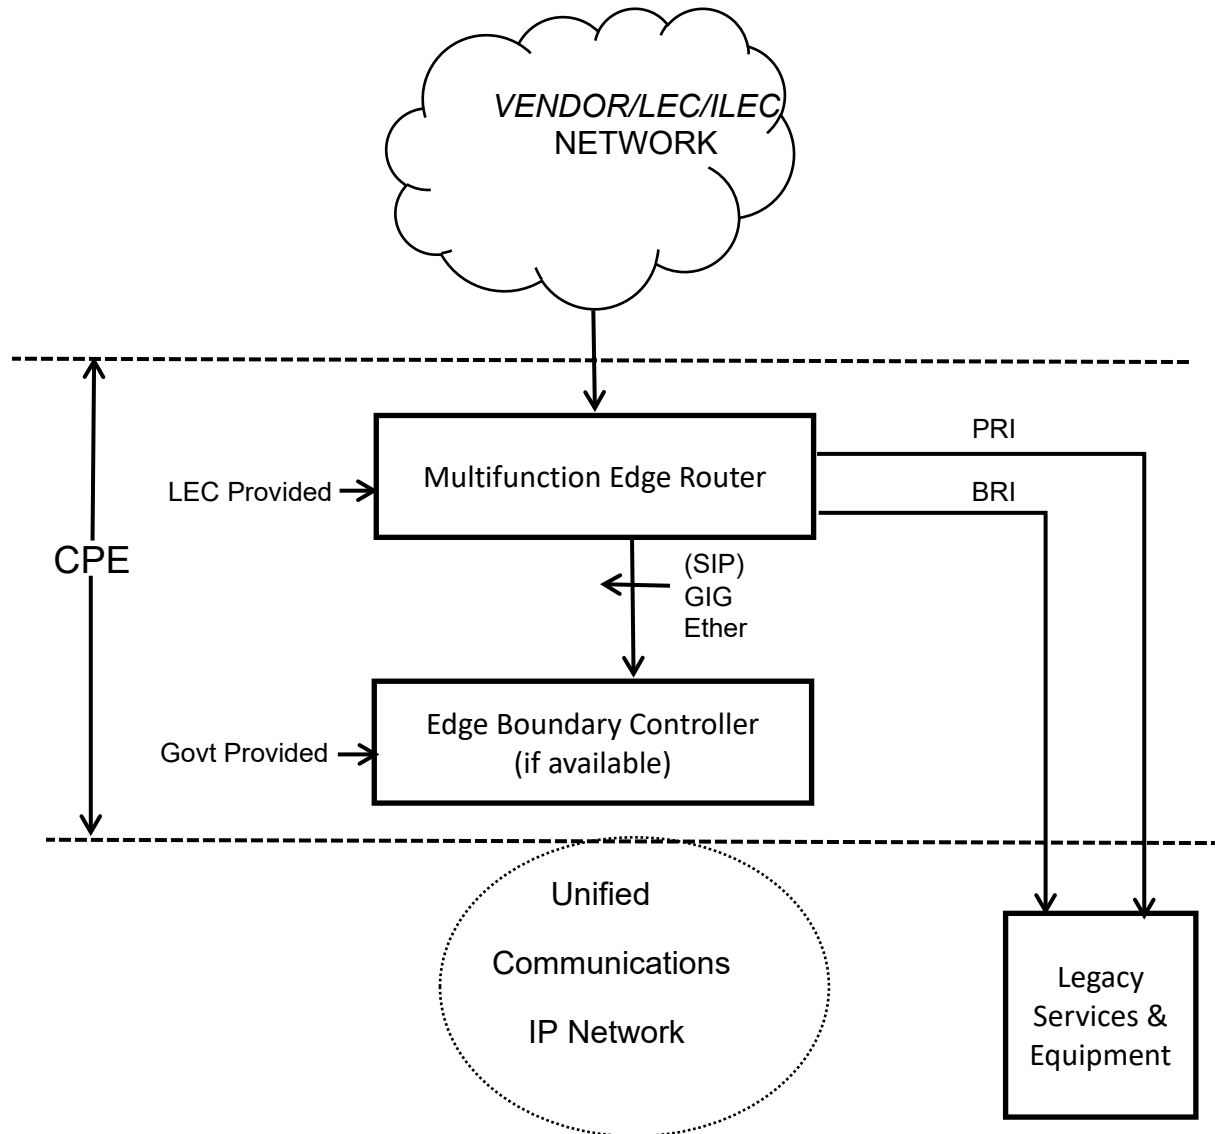 VENDOR/LEC/ILEC
NETWORK
PRI
Multifunction Edge Router
LEC Provided
BRI
CPE
(SIP)
GIG
Ether
Edge Boundary Controller
(if available)
Govt Provided
Unified
Communications
IP Network
Legacy
Services &
Equipment